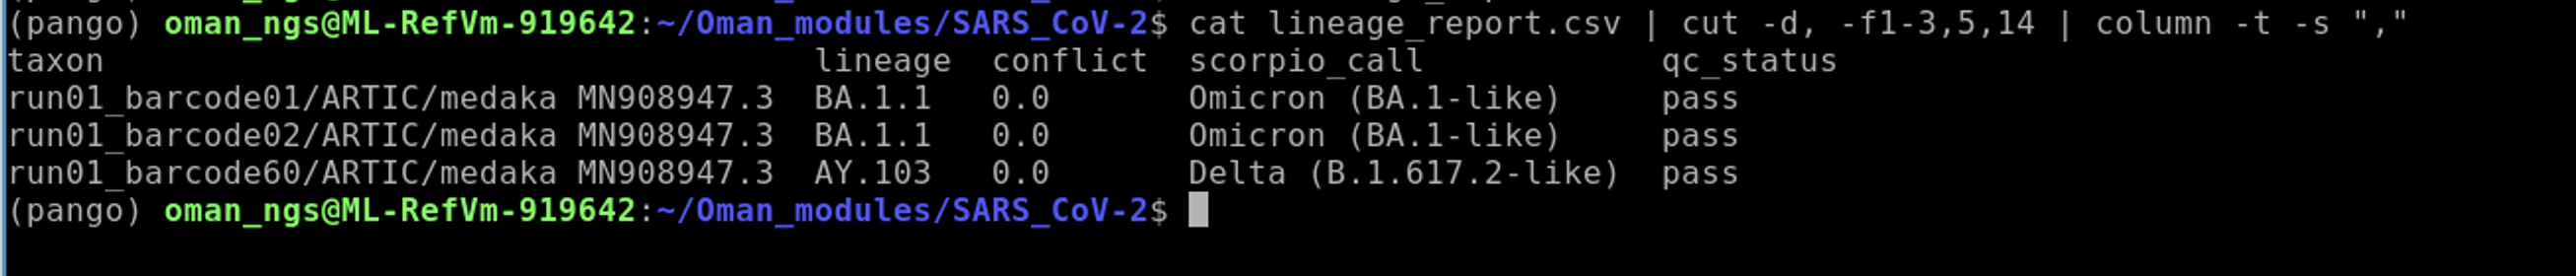 (pango) oman_ngs@ML-RefVm-919642:~/Oman_modules/SARS_CoV-2$ cat lineage_report.csv | cut -d, -f1-3,5,14 | column -t -s ","
taxon lineage conflict scorpio_call qc_status
run01_barcode01/ARTIC/medaka MN908947.3 BA.1.1 0.0 Omicron (BA.1-like) pass
run01_barcode02/ARTIC/medaka MN908947.3 BA.1.1 0.0 Omicron (BA.1-like) pass
run01_barcode60/ARTIC/medaka MN908947.3 AY.103 0.0 Delta (B.1.617.2-like) pass
(pango) oman_ngs@ML-RefVm-919642:~/Oman_modules/SARS_CoV-2$